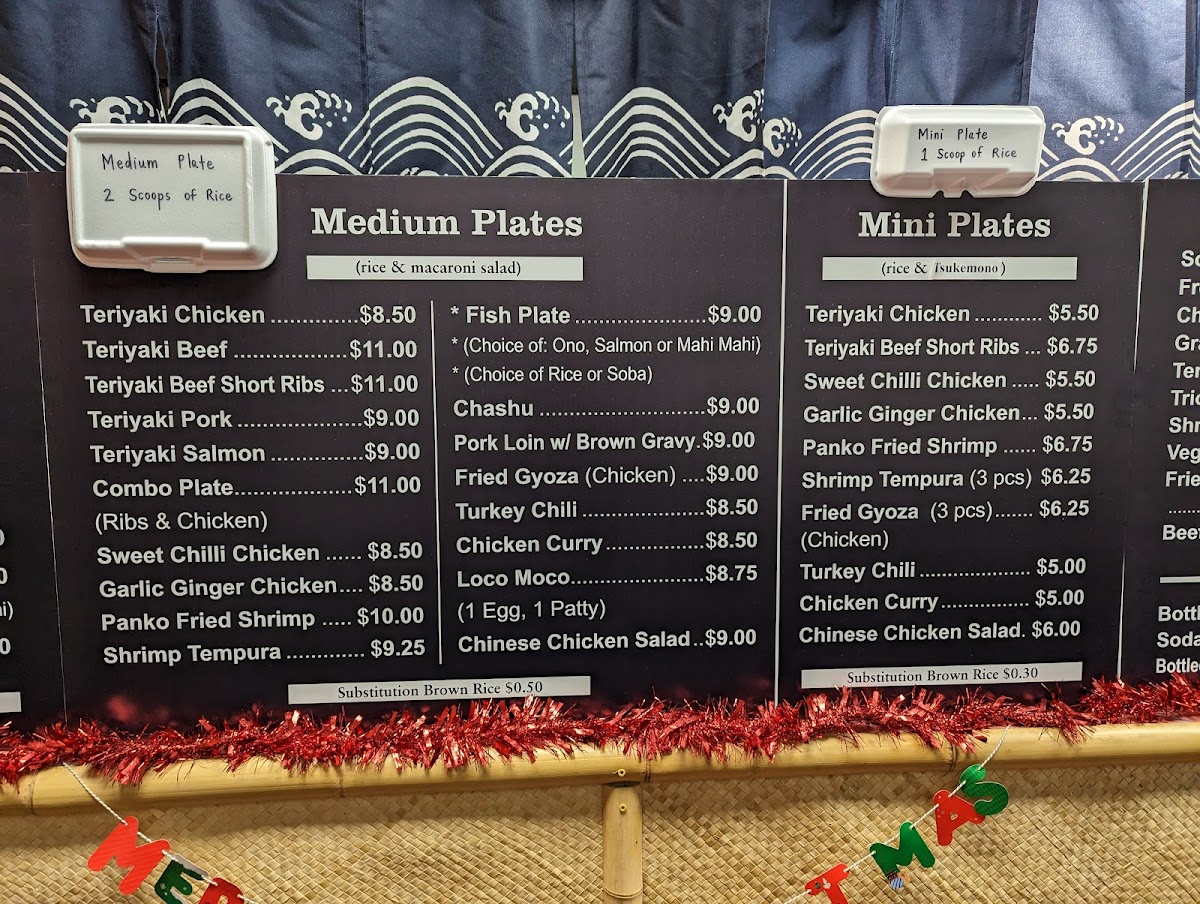 Medium Plate
2 Scoops of Rice
Medium Plates
(rice & macaroni salad)
Teriyaki Chicken ..............$8.50
Teriyaki Beef ...................$11.00
Teriyaki Beef Short Ribs ...$11.00
Teriyaki Pork ....................$9.00
Teriyaki Salmon ...............$9.00
Combo Plate...................$11.00
(Ribs & Chicken)
Sweet Chilli Chicken ...... $8.50
Garlic Ginger Chicken.... $8.50
Panko Fried Shrimp ..... $10.00
Shrimp Tempura ............. $9.25
* Fish Plate ......................$9.00
* (Choice of: Ono, Salmon or Mahi Mahi)
* (Choice of Rice or Soba)
Chashu ............................$9.00
Pork Loin w/ Brown Gravy.$9.00
Fried Gyoza (Chicken) ....$9.00
Turkey Chili .....................$8.50
Chicken Curry.................$8.50
Loco Moco.......................$8.75
(1 Egg, 1 Patty)
Chinese Chicken Salad..$9.00
Substitution Brown Rice $0.50
Mini Plate
1 Scoop of Rice
Mini Plates
(rice & Tsukemono)
Teriyaki Chicken ............ $5.50
Teriyaki Beef Short Ribs ... $6.75
Sweet Chilli Chicken ..... $5.50
Garlic Ginger Chicken... $5.50
Panko Fried Shrimp ...... $6.75
Shrimp Tempura (3 pcs) $6.25
Fried Gyoza (3 pcs)....... $6.25
(Chicken)
Turkey Chili ................... $5.00
Chicken Curry................ $5.00
Chinese Chicken Salad. $6.00
Substitution Brown Rice $0.30
Beef
Soda
MER
TMAS